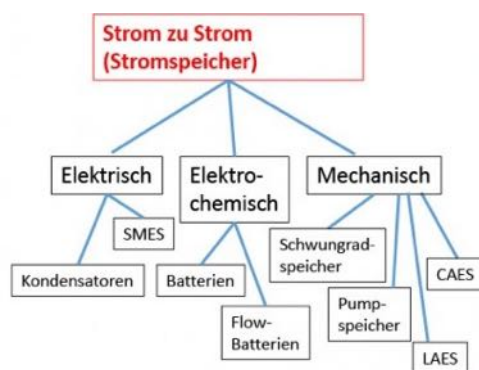 Strom zu Strom
(Stromspeicher)
Elektrisch
Elektro-
chemisch
Mechanisch
SMES
Kondensatoren
Batterien
Flow-
Batterien
Schwungrad-
speicher
Pump-
speicher
CAES
LAES